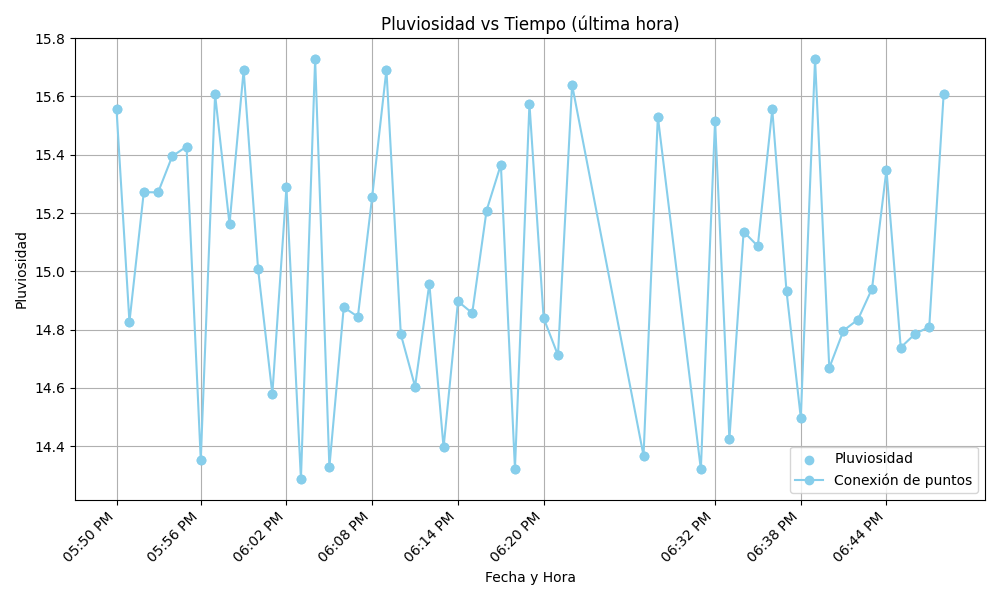 Pluviosidad vs Tiempo (última hora)
15.8
15.6
15.4
15.2
15.0
14.8
14.6
14.4
Pluviosidad
Pluviosidad
Conexión de puntos
05:50 PM
05:56 PM
06:02 PM
06:08 PM
06:14 PM
06:20 PM
06:32 PM
06:38 PM
06:44 PM
Fecha y Hora